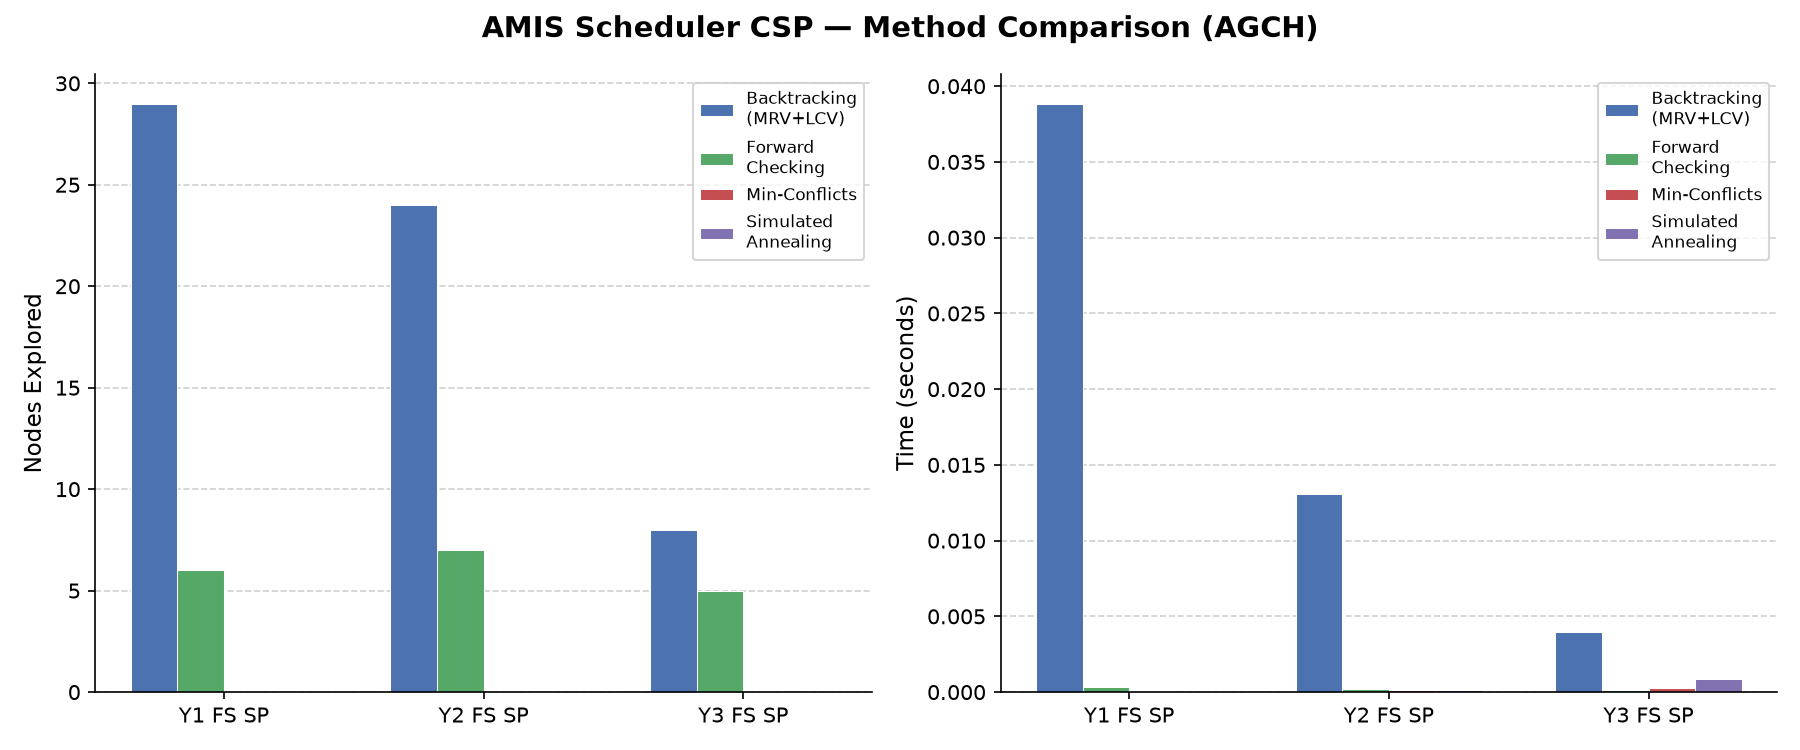 AMIS Scheduler CSP — Method Comparison (AGCH)
Nodes Explored
30
25
20
15
10
5
0
Y1 FS SP
Y2 FS SP
Y3 FS SP
Backtracking
(MRV+LCV)
Forward
Checking
Min-Conflicts
Simulated
Annealing
Time (seconds)
0.040
0.035
0.030
0.025
0.020
0.015
0.010
0.005
0.000
Y1 FS SP
Y2 FS SP
Y3 FS SP
Backtracking
(MRV+LCV)
Forward
Checking
Min-Conflicts
Simulated
Annealing